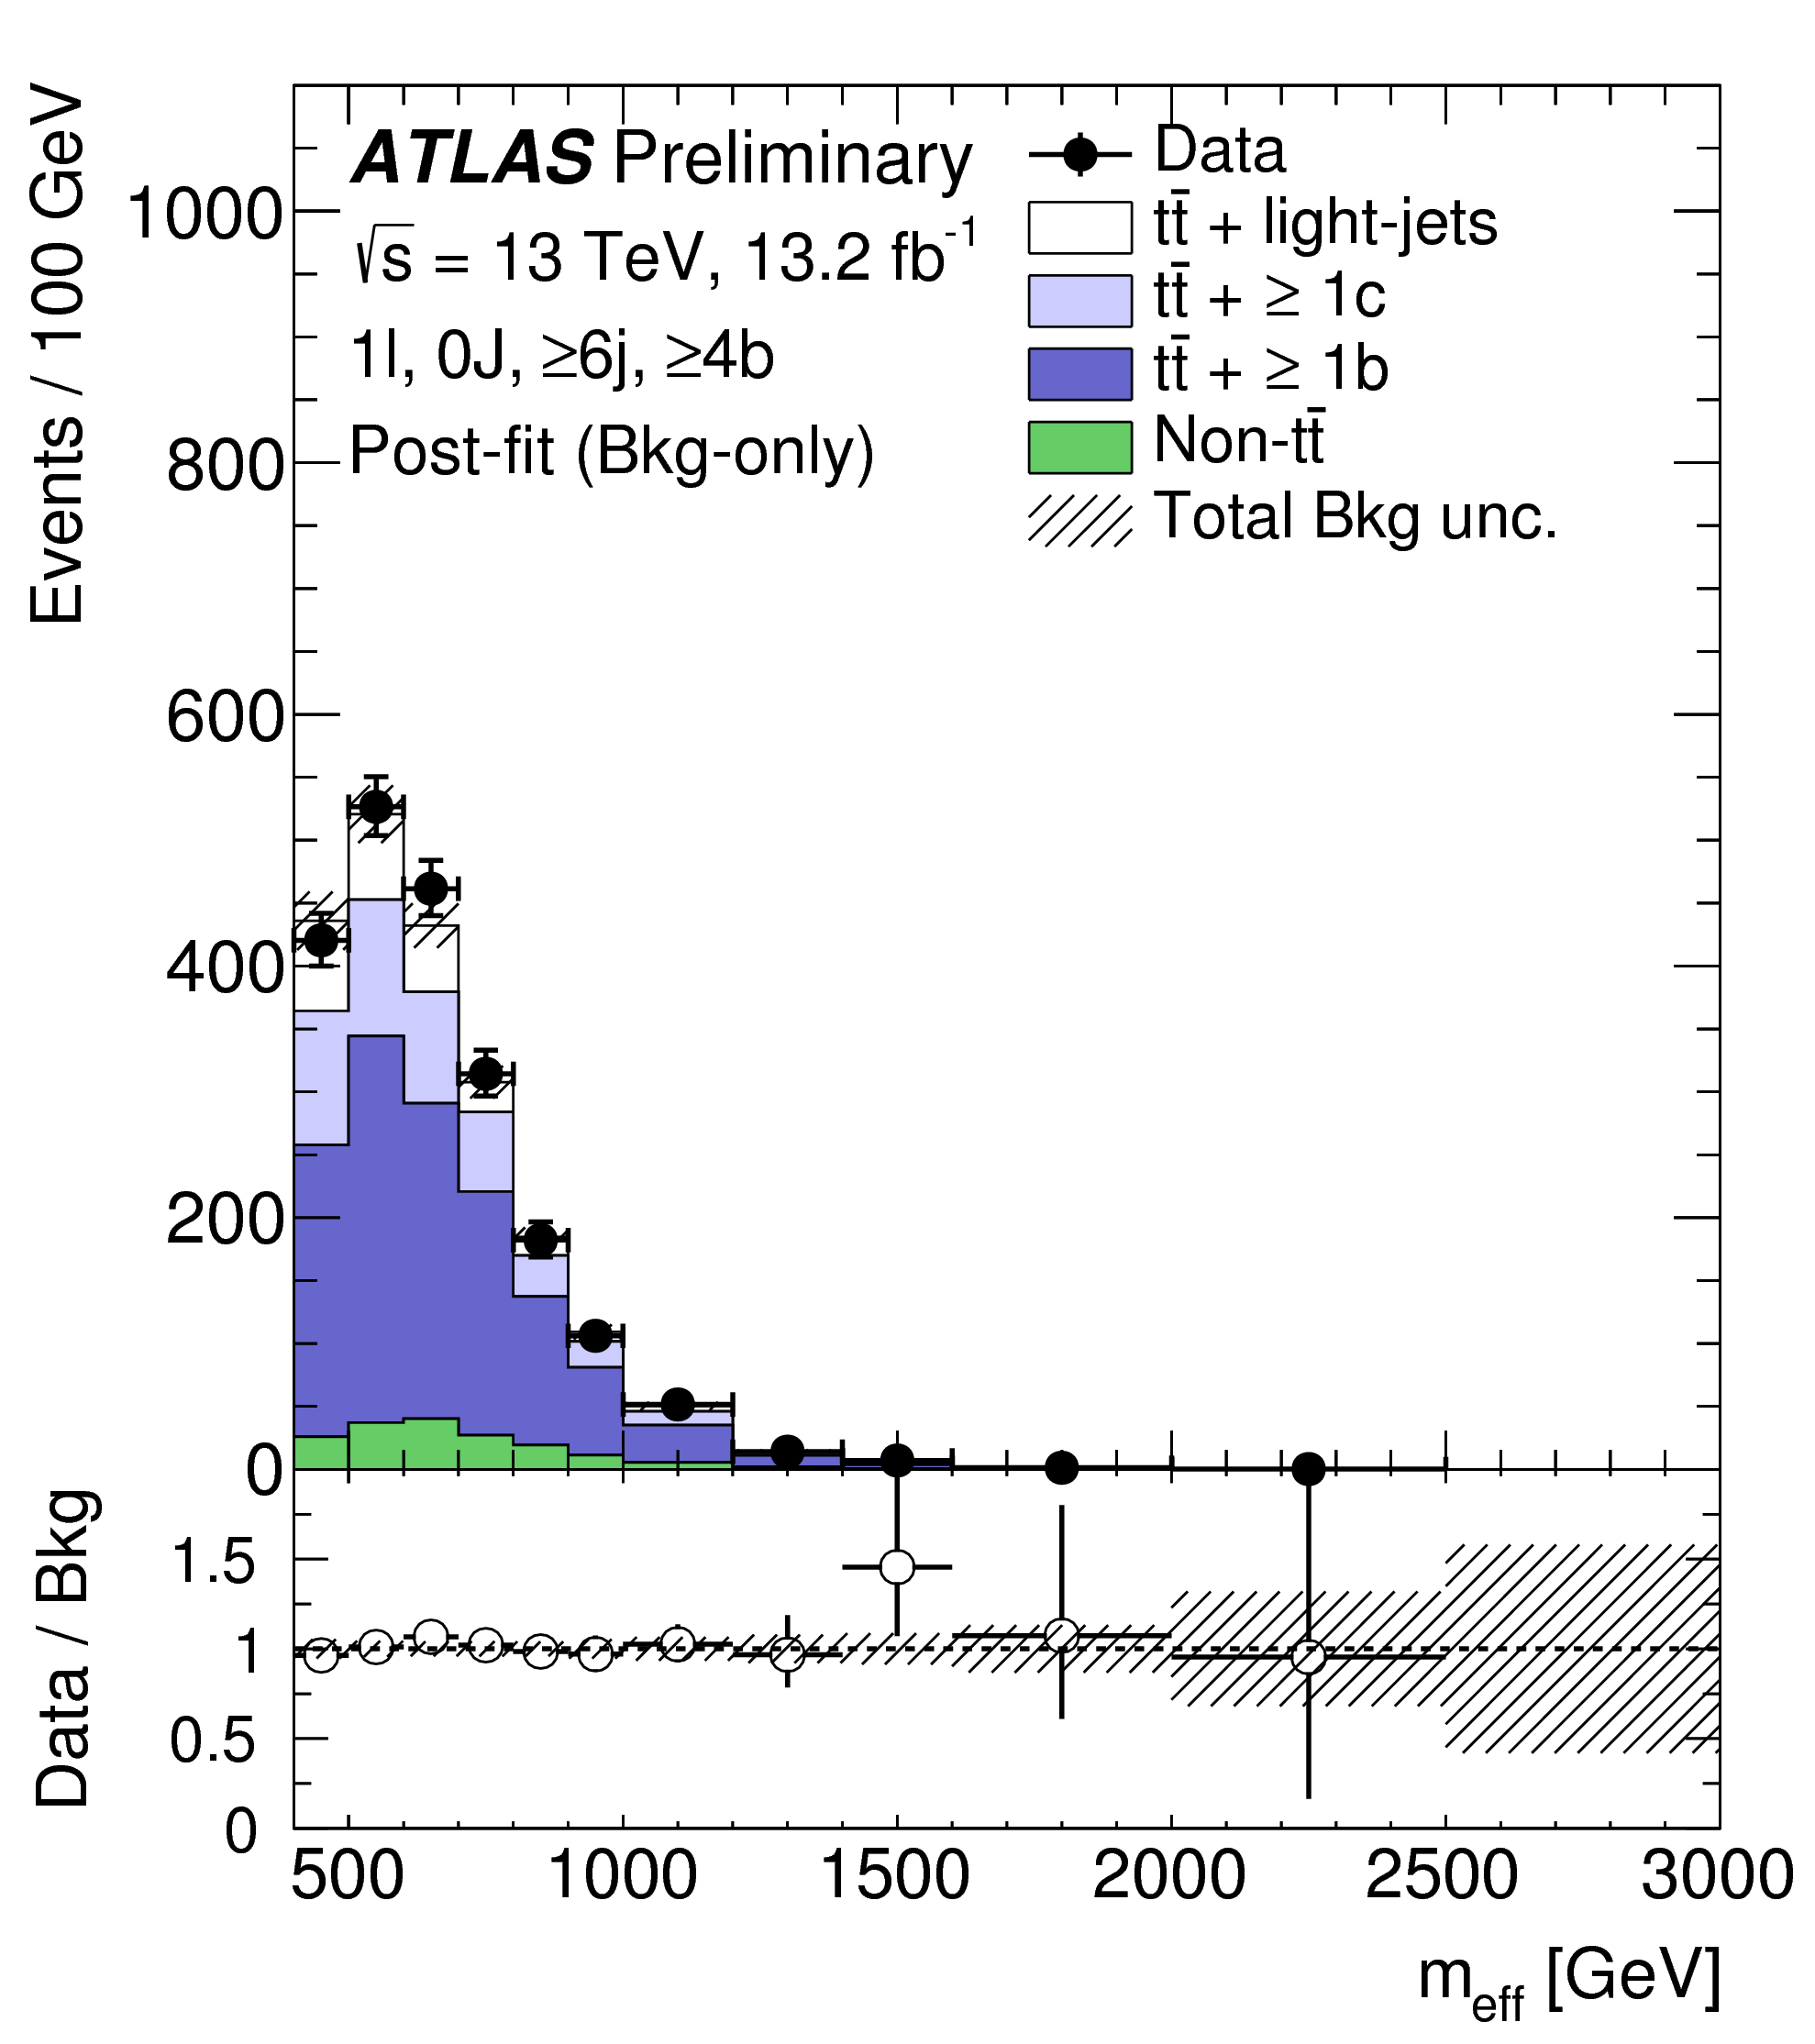 Events / 100 GeV
1000
800
600
400
200
0
ATLAS Preliminary
√s = 13 TeV, 13.2 fb⁻¹
1l, 0J, ≥6j, ≥4b
Post-fit (Bkg-only)
Data
tt̄ + light-jets
tt̄ + ≥ 1c
tt̄ + ≥ 1b
Non-tt̄
Total Bkg unc.
Data / Bkg
1.5
1
0.5
0
500 1000 1500 2000 2500 3000
m_eff [GeV]